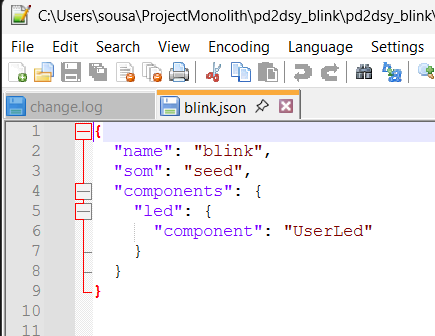 C:\Users\sousa\ProjectMonolith\pd2dsy_blink\pd2dsy_blink\
File Edit Search View Encoding Language Settings
change.log blink.json
1 {
2 "name": "blink",
3 "som": "seed",
4 "components": {
5 "led": {
6 "component": "UserLed"
7 }
8 }
9 }
10
11